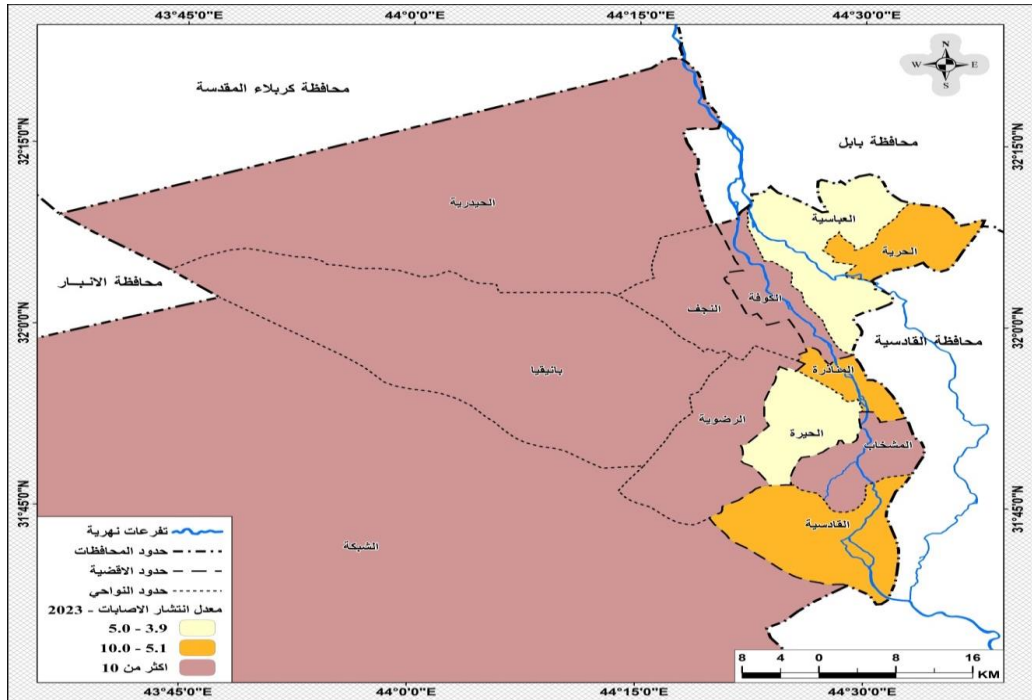 43°45'0"E 44°0'0"E 44°15'0"E 44°30'0"E
N
W E
S
محافظة كربلاء المقدسة
محافظة بابل
32°15'0"N 32°15'0"N
الحيدرية
العباسية
الحرية
محافظة الانبـــار
الكوفة
النجف
32°0'0"N 32°0'0"N
محافظة القادسية
بانيقيا
المناذرة
الرضوية
الحيرة
المشخاب
31°45'0"N 31°45'0"N
القادسية
الشبكة
تفرعات نهرية
حدود المحافظات
حدود الاقضية
حدود النواحي
معدل انتشار الاصابات - 2023
5.0 - 3.9
10.0 - 5.1
اكثر من 10
8 4 0 8 16
KM
43°45'0"E 44°0'0"E 44°15'0"E 44°30'0"E